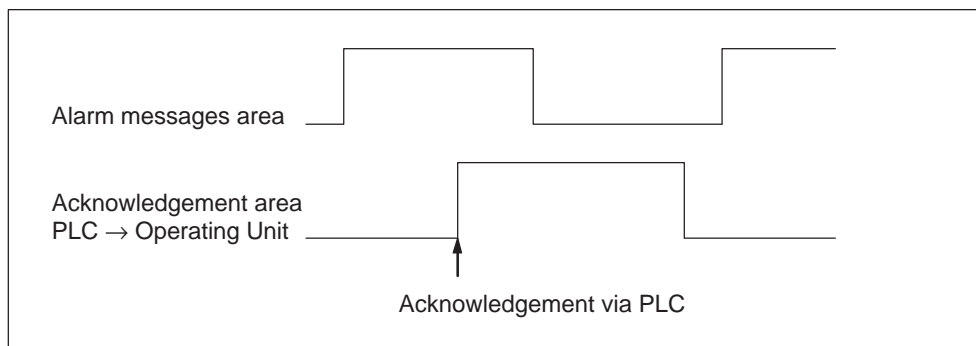 Alarm messages area
Acknowledgement area
PLC → Operating Unit
Acknowledgement via PLC